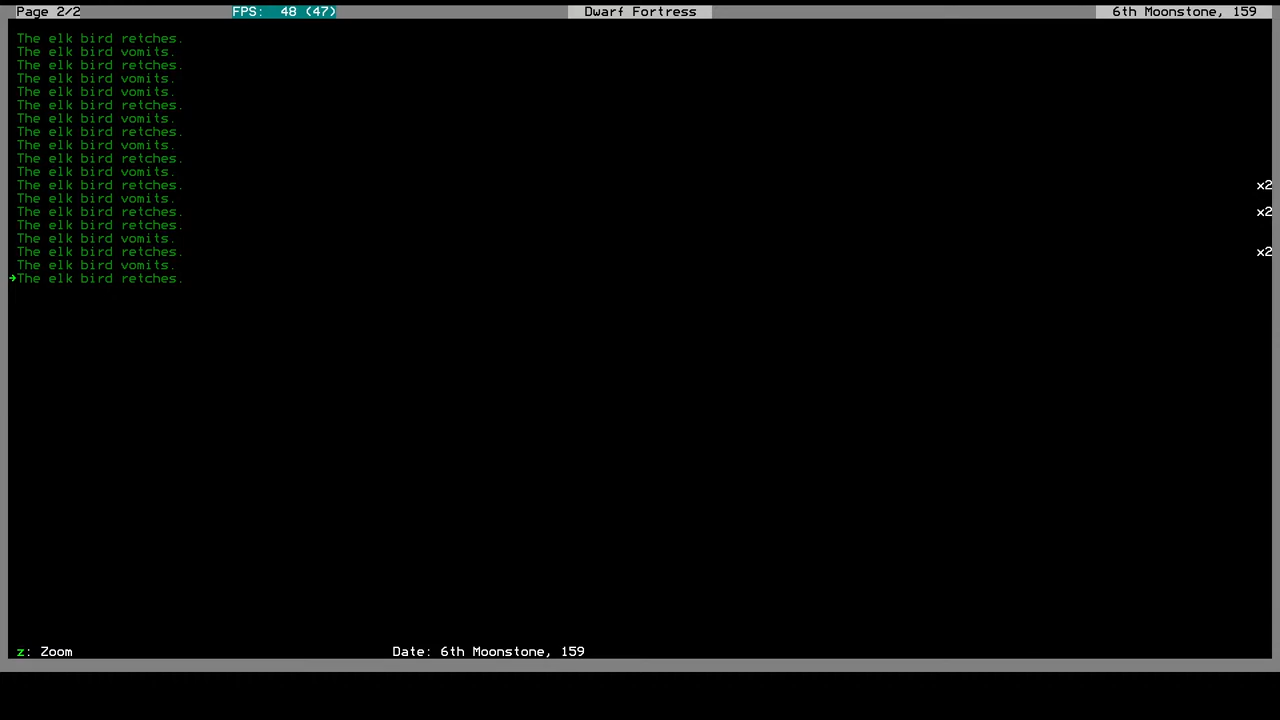 Page 2/2 FPS: 48 (47) Dwarf Fortress 6th Moonstone, 159
The elk bird retches.
The elk bird vomits.
The elk bird retches.
The elk bird vomits.
The elk bird vomits.
The elk bird retches.
The elk bird vomits.
The elk bird retches.
The elk bird vomits.
The elk bird retches.
The elk bird vomits.
The elk bird retches. x2
The elk bird vomits.
The elk bird retches. x2
The elk bird retches.
The elk bird vomits.
The elk bird retches. x2
The elk bird vomits.
→The elk bird retches.
z: Zoom Date: 6th Moonstone, 159